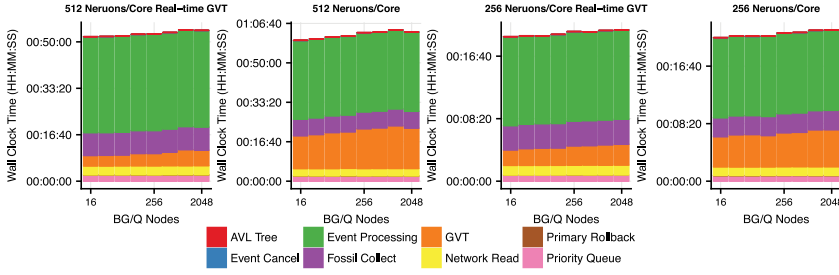 512 Neruons/Core Real-time GVT
512 Neruons/Core
256 Neruons/Core Real-time GVT
256 Neruons/Core
Wall Clock Time (HH:MM:SS)
00:50:00
00:33:20
00:16:40
00:00:00
16
256
2048
BG/Q Nodes
Wall Clock Time (HH:MM:SS)
01:06:40
00:50:00
00:33:20
00:16:40
00:00:00
16
256
2048
BG/Q Nodes
Wall Clock Time (HH:MM:SS)
00:16:40
00:08:20
00:00:00
16
256
2048
BG/Q Nodes
Wall Clock Time (HH:MM:SS)
00:16:40
00:08:20
00:00:00
16
256
2048
BG/Q Nodes
AVL Tree
Event Processing
GVT
Primary Rollback
Event Cancel
Fossil Collect
Network Read
Priority Queue